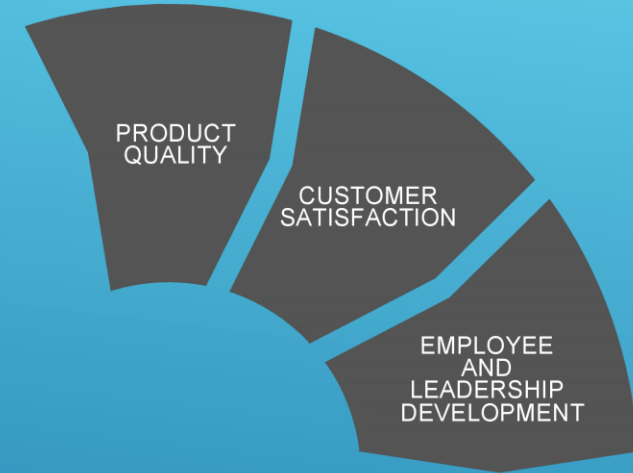 PRODUCT
QUALITY
CUSTOMER
SATISFACTION
EMPLOYEE
AND
LEADERSHIP
DEVELOPMENT